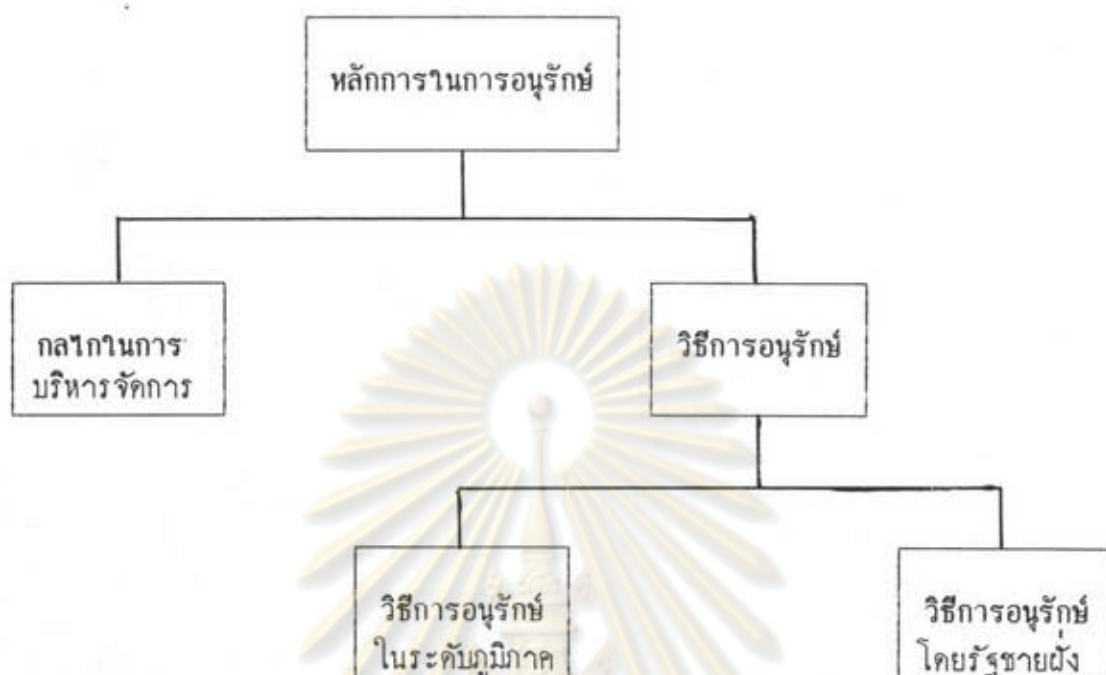 หลักการในการอนุรักษ์
กลไกในการ
บริหารจัดการ
วิธีการอนุรักษ์
วิธีการอนุรักษ์
ในระดับภูมิภาค
วิธีการอนุรักษ์
โดยรัฐชายฝั่ง